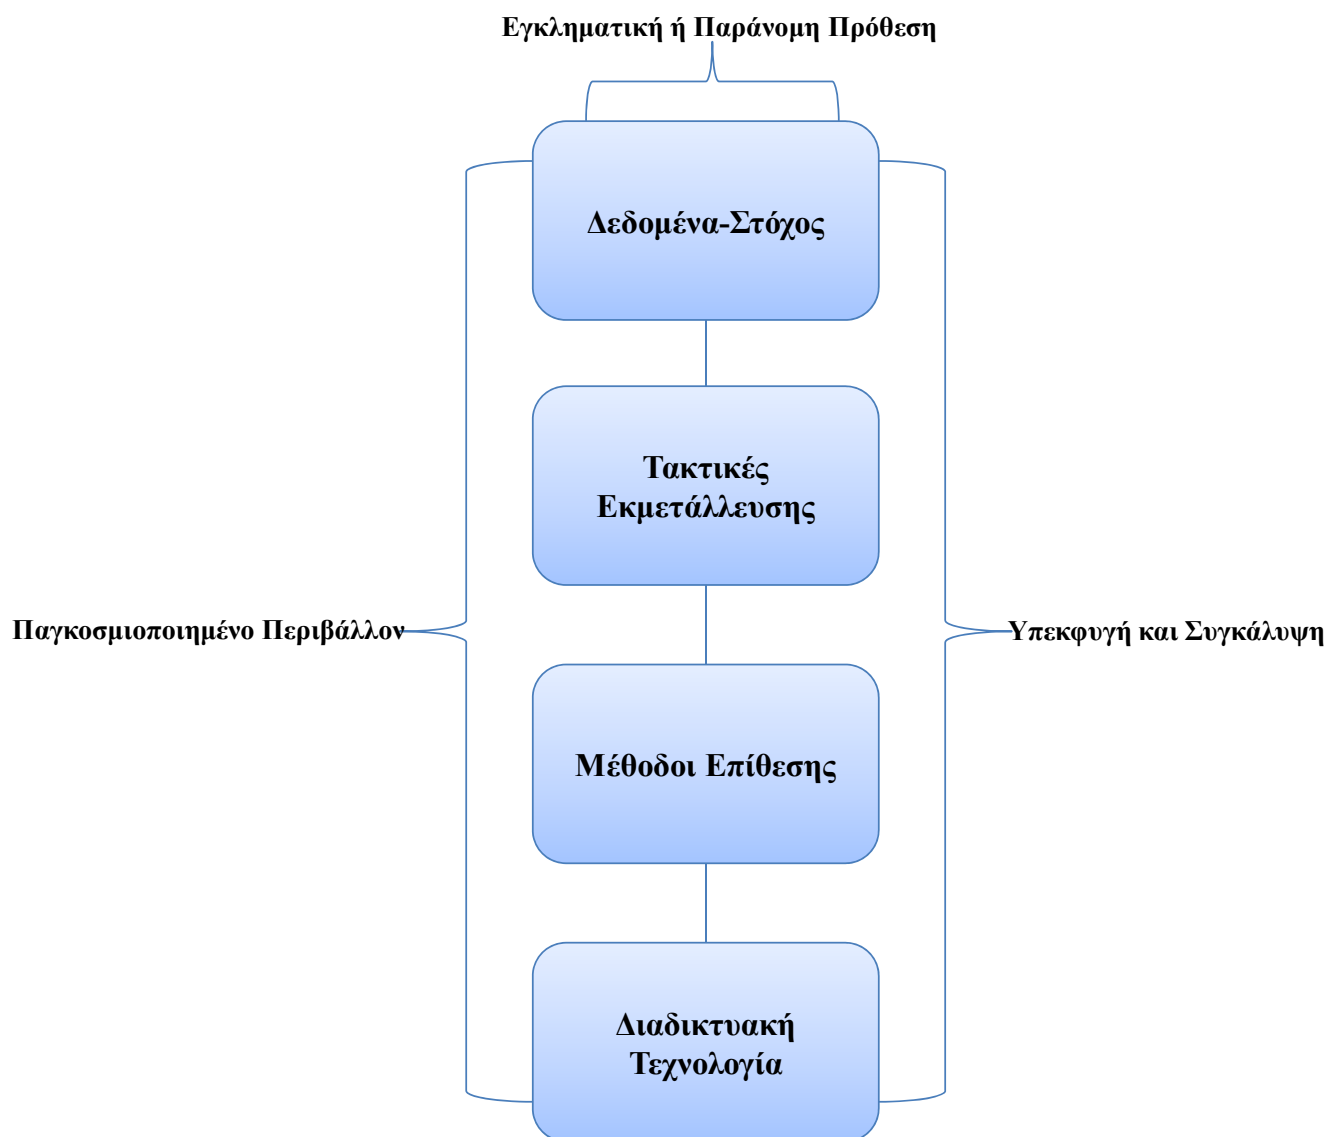 Εγκληματική ή Παράνομη Πρόθεση
Δεδομένα-Στόχος
Τακτικές
Εκμετάλλευσης
Παγκοσμιοποιημένο Περιβάλλον
Υπεκφυγή και Συγκάλυψη
Μέθοδοι Επίθεσης
Διαδικτυακή
Τεχνολογία